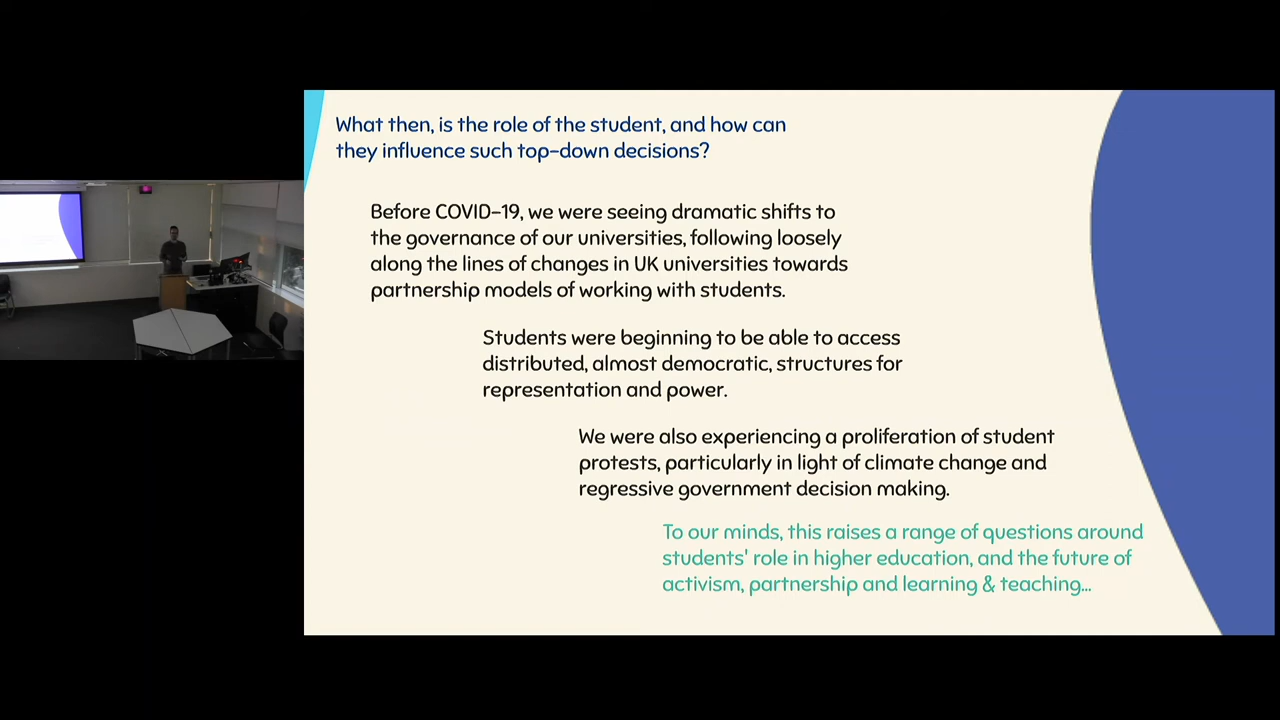 What then, is the role of the student, and how can
they influence such top-down decisions?
Before COVID-19, we were seeing dramatic shifts to
the governance of our universities, following loosely
along the lines of changes in UK universities towards
partnership models of working with students.
Students were beginning to be able to access
distributed, almost democratic, structures for
representation and power.
We were also experiencing a proliferation of student
protests, particularly in light of climate change and
regressive government decision making.
To our minds, this raises a range of questions around
students' role in higher education, and the future of
activism, partnership and learning & teaching...